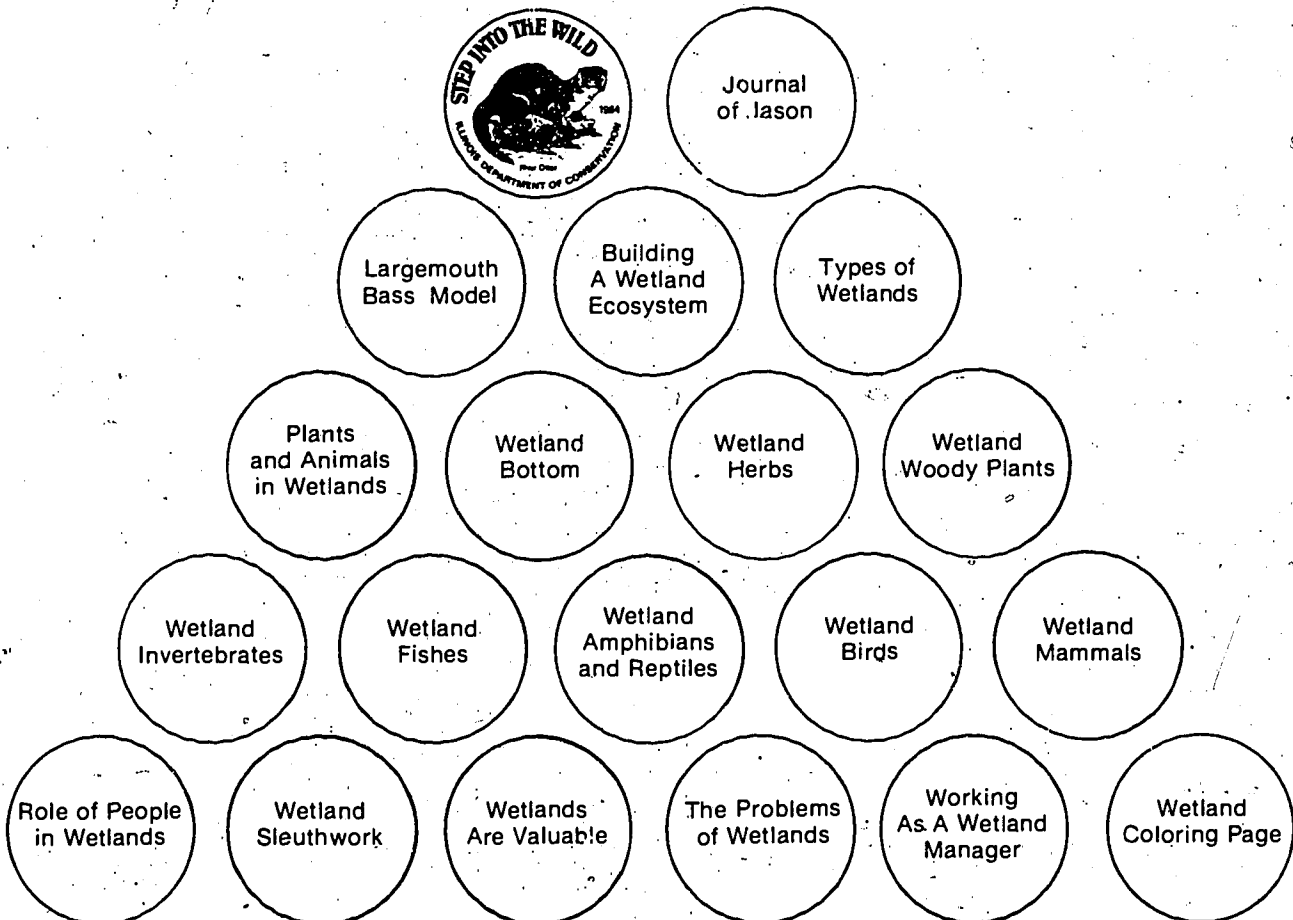 STEP INTO THE WILD
1984
River Otter
ILLINOIS DEPARTMENT OF CONSERVATION
Journal
of Jason
Largemouth
Bass Model
Building
A Wetland
Ecosystem
Types of
Wetlands
Plants
and Animals
in Wetlands
Wetland
Bottom
Wetland
Herbs
Wetland
Woody Plants
Wetland
Invertebrates
Wetland
Fishes
Wetland
Amphibians
and Reptiles
Wetland
Birds
Wetland
Mammals
Role of People
in Wetlands
Wetland
Sleuthwork
Wetlands
Are Valuable
The Problems
of Wetlands
Working
As A Wetland
Manager
Wetland
Coloring Page